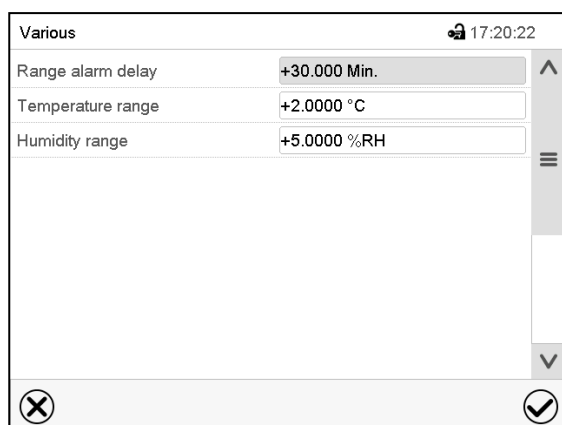 Various 17:20:22
Range alarm delay +30.000 Min.
Temperature range +2.0000 °C
Humidity range +5.0000 %RH